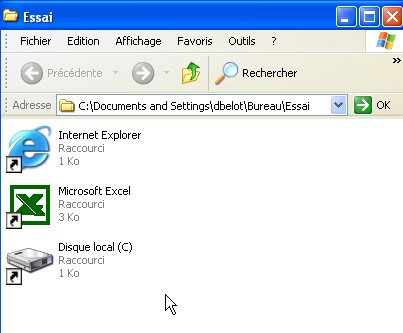 Essai
Fichier Edition Affichage Favoris Outils ?
Précédente Rechercher »
Adresse C:\Documents and Settings\dbelot\Bureau\Essai OK
Internet Explorer
Raccourci
1 Ko
Microsoft Excel
Raccourci
3 Ko
Disque local (C)
Raccourci
1 Ko